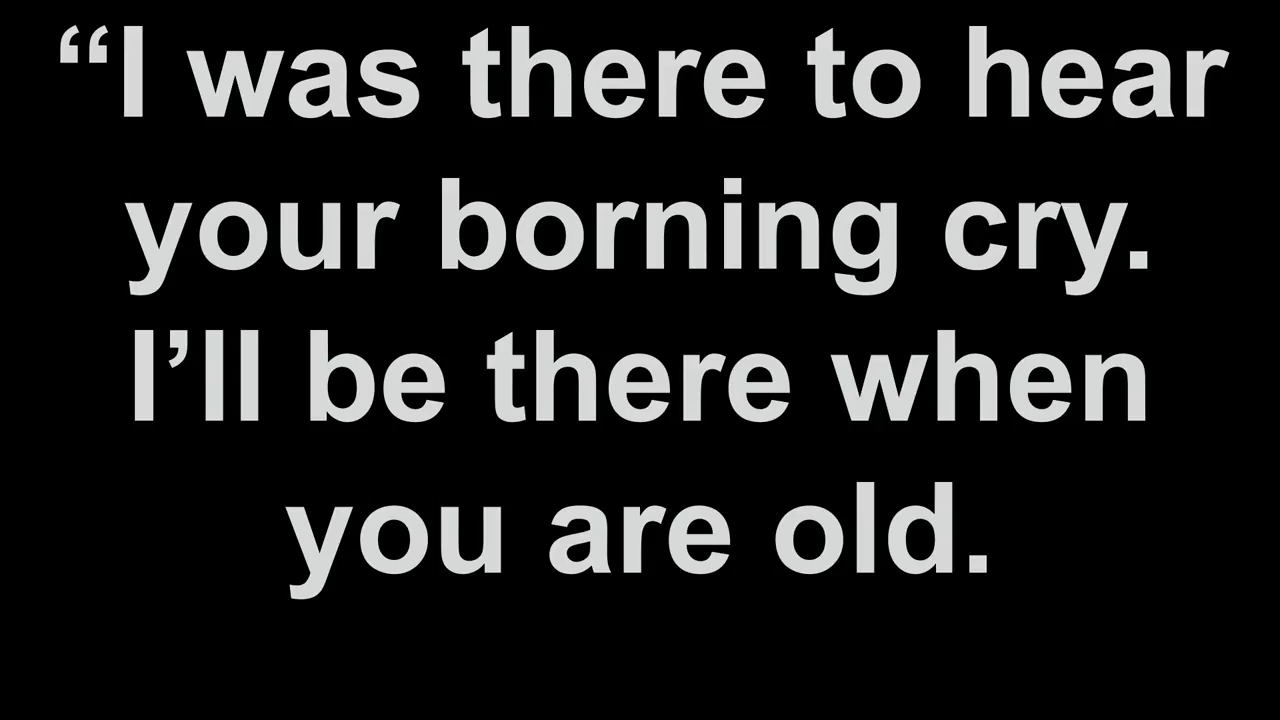 “I was there to hear
your borning cry.
I’ll be there when
you are old.